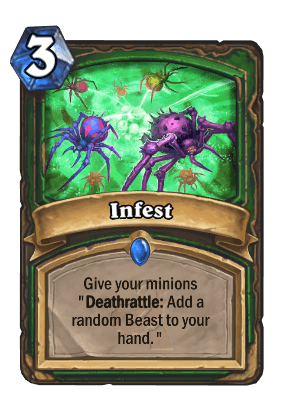 3
Infest
Give your minions
"Deathrattle: Add a
random Beast to your
hand."